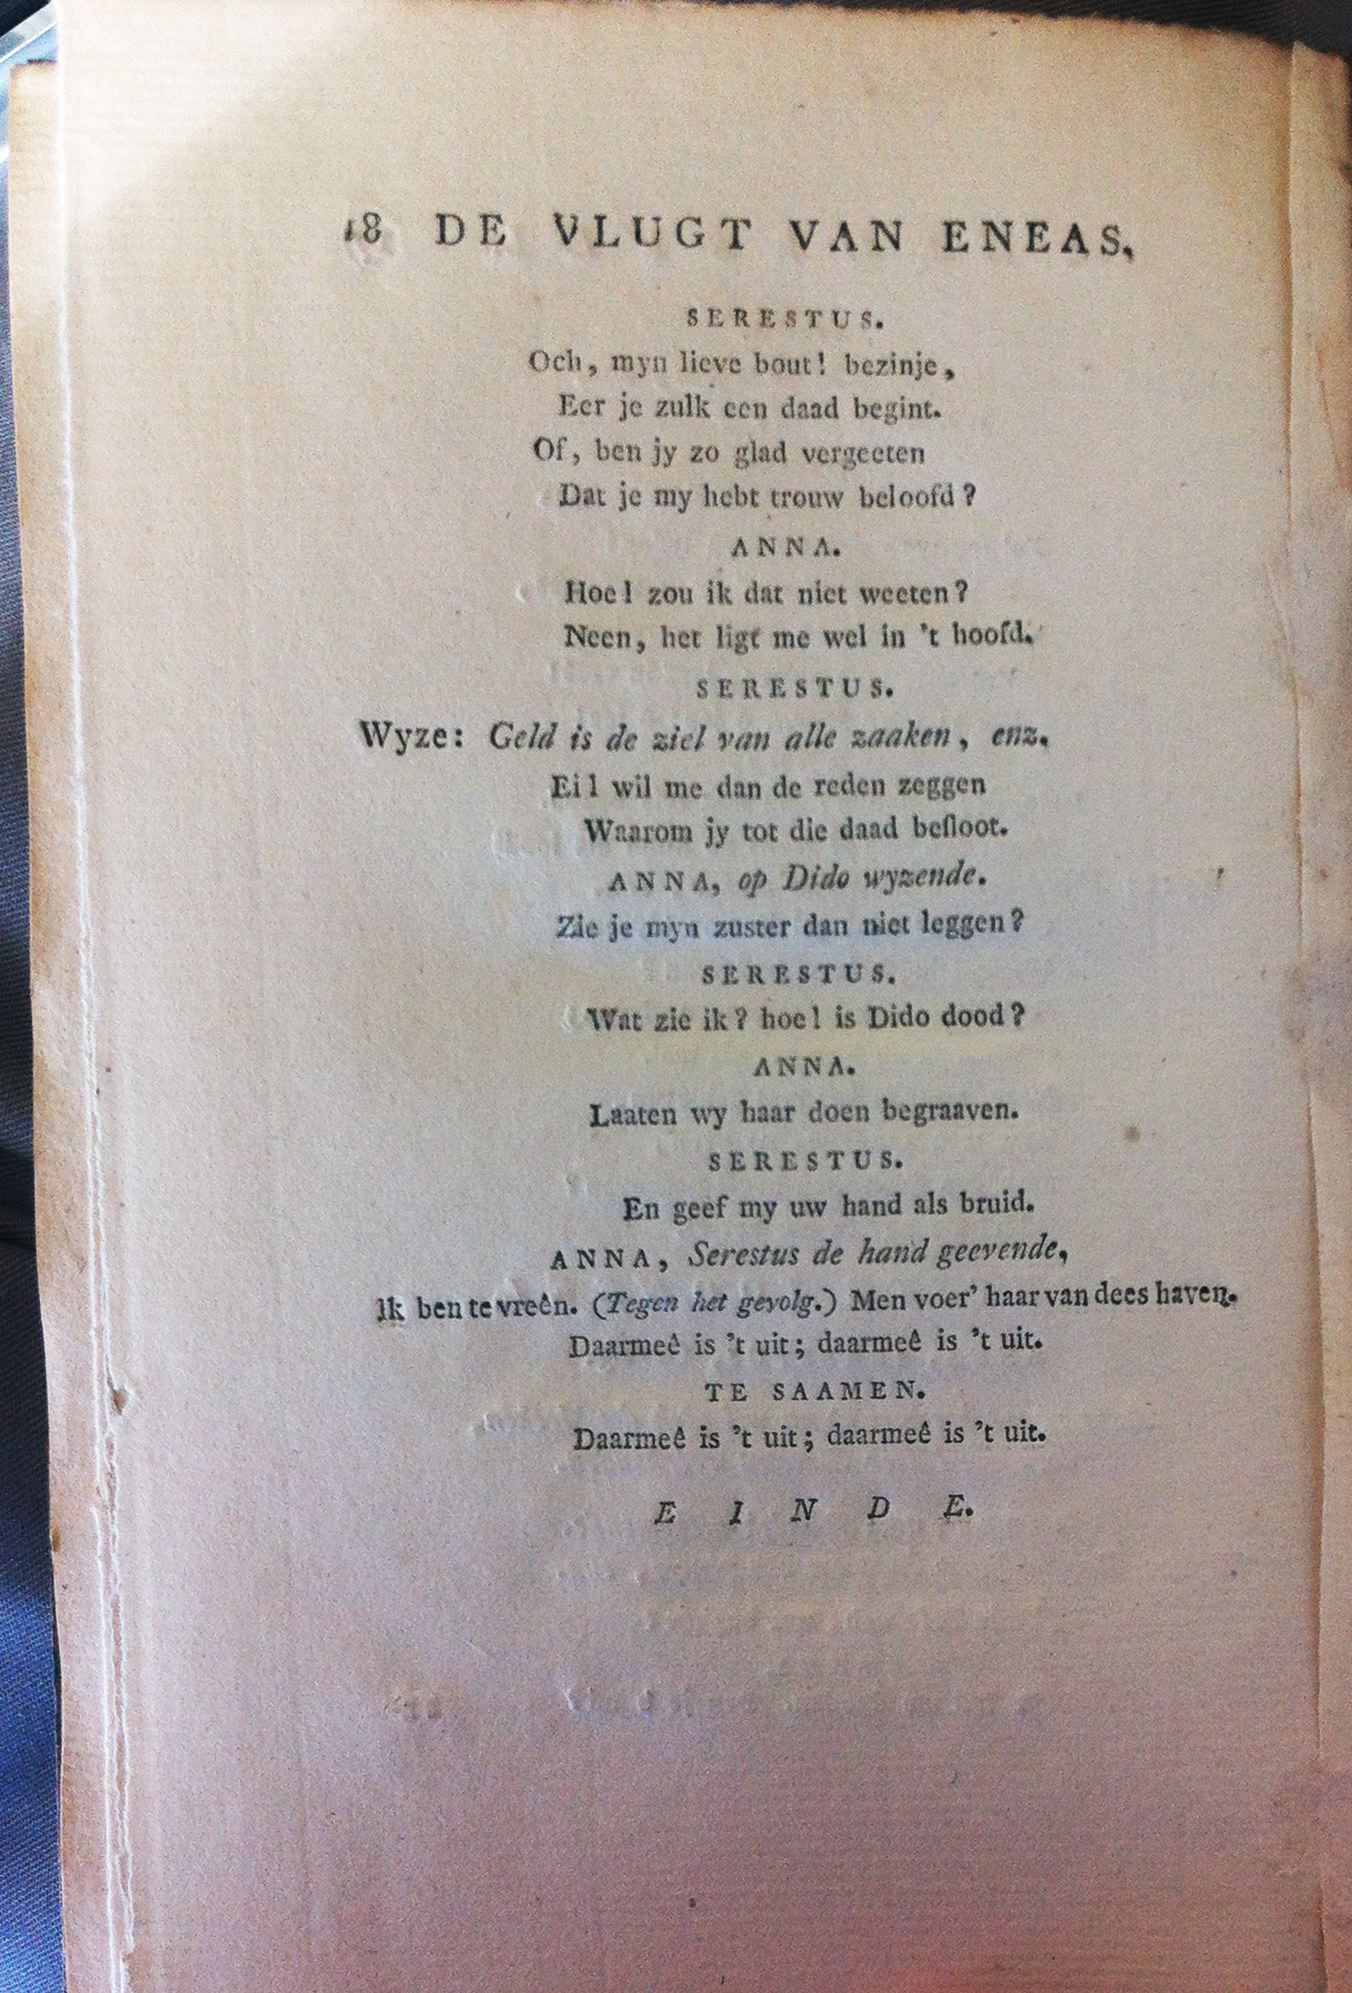 18 DE VLUGT VAN ENEAS,
SERESTUS.
Och, myn lieve bout! bezinje,
Eer je zulk een daad begint.
Of, ben jy zo glad vergeeten
Dat je my hebt trouw beloofd?
ANNA.
Hoe! zou ik dat niet weeten?
Neen, het ligt me wel in 't hoofd.
SERESTUS.
Wyze: Geld is de ziel van alle zaaken, enz.
Ei! wil me dan de reden zeggen
Waarom jy tot die daad besloot.
ANNA, op Dido wyzende.
Zie je myn zuster dan niet leggen?
SERESTUS.
Wat zie ik? hoe! is Dido dood?
ANNA.
Laaten wy haar doen begraaven.
SERESTUS.
En geef my uw hand als bruid.
ANNA, Serestus de hand geevende,
Ik ben te vreên. (Tegen het gevolg.) Men voer' haar van dees haven.
Daarmeê is 't uit; daarmeê is 't uit.
TE SAAMEN.
Daarmeê is 't uit; daarmeê is 't uit.
EINDE.